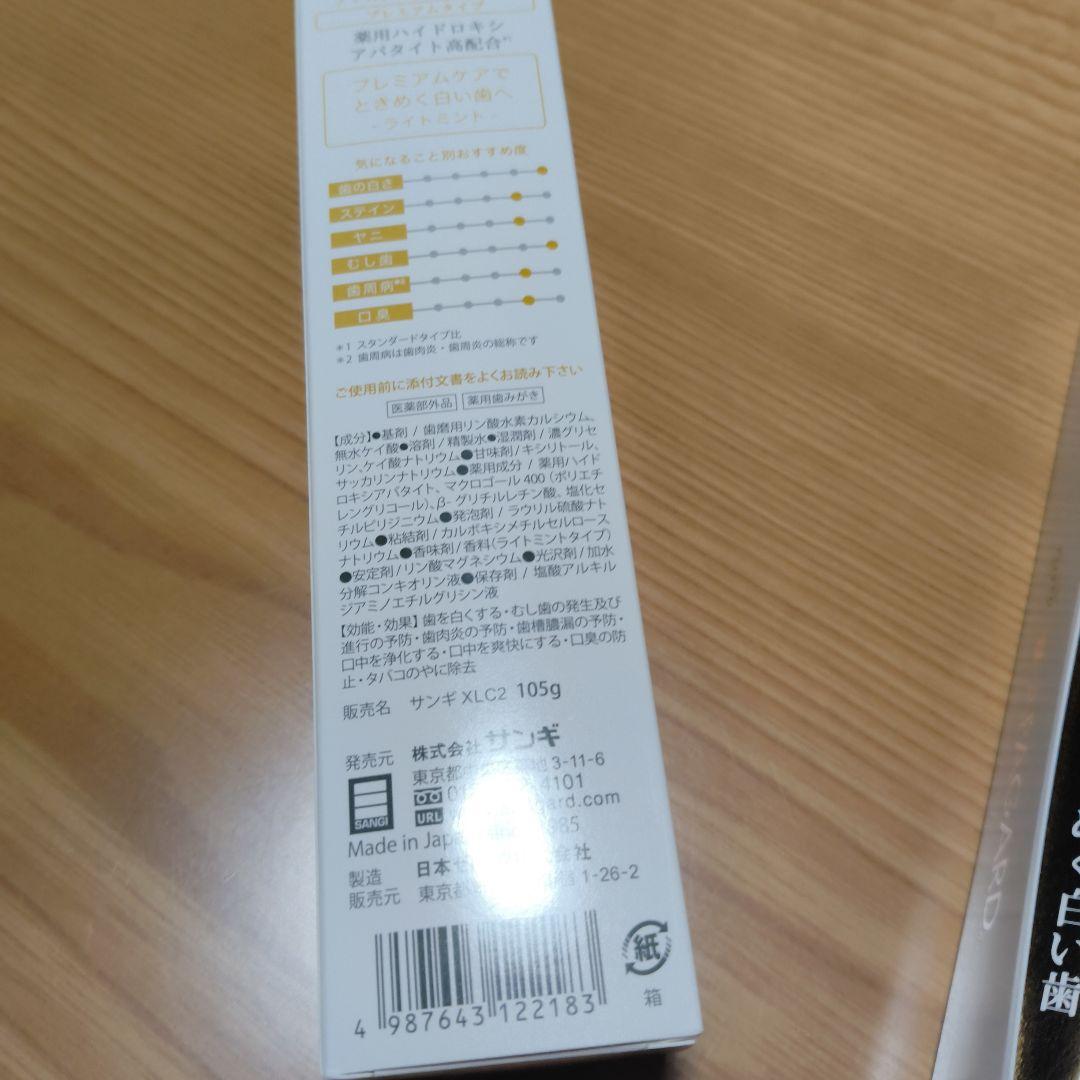 プレミアムタイプ
薬用ハイドロキシ
アパタイト高配合*1
プレミアムケアで
ときめく白い歯へ
- ライトミント -
気になること別おすすめ度
歯の白さ
ステイン
ヤニ
むし歯
歯周病*2
口臭
*1 スタンダードタイプ比
*2 歯周病は歯肉炎・歯周炎の総称です
ご使用前に添付文書をよくお読み下さい
医薬部外品 薬用歯みがき
【成分】●基剤 / 歯磨用リン酸水素カルシウム、
無水ケイ酸●溶剤 / 精製水●湿潤剤 / 濃グリセ
リン、ケイ酸ナトリウム●甘味剤 / キシリトール、
サッカリンナトリウム●薬用成分 / 薬用ハイド
ロキシアパタイト、マクロゴール400 (ポリエチ
レングリコール)、β- グリチルレチン酸、塩化セ
チルピリジニウム●発泡剤 / ラウリル硫酸ナト
リウム●粘結剤 / カルボキシメチルセルロース
ナトリウム●香味剤 / 香料(ライトミントタイプ)
●安定剤 / リン酸マグネシウム●光沢剤 / 加水
分解コンキオリン液●保存剤 / 塩酸アルキル
ジアミノエチルグリシン液
【効能・効果】歯を白くする・むし歯の発生及び
進行の予防・歯肉炎の予防・歯槽膿漏の予防・
口中を浄化する・口中を爽快にする・口臭の防
止・タバコのやに除去
販売名 サンギ XLC2 105g
発売元 株式会社サンギ
東京都 3-11-6
4101
SANGI
URL ard.com
Made in Jap 385
製造 日本 会社
販売元 東京都 1-26-2
4 987643 122183
紙
箱
ARD
く白い歯